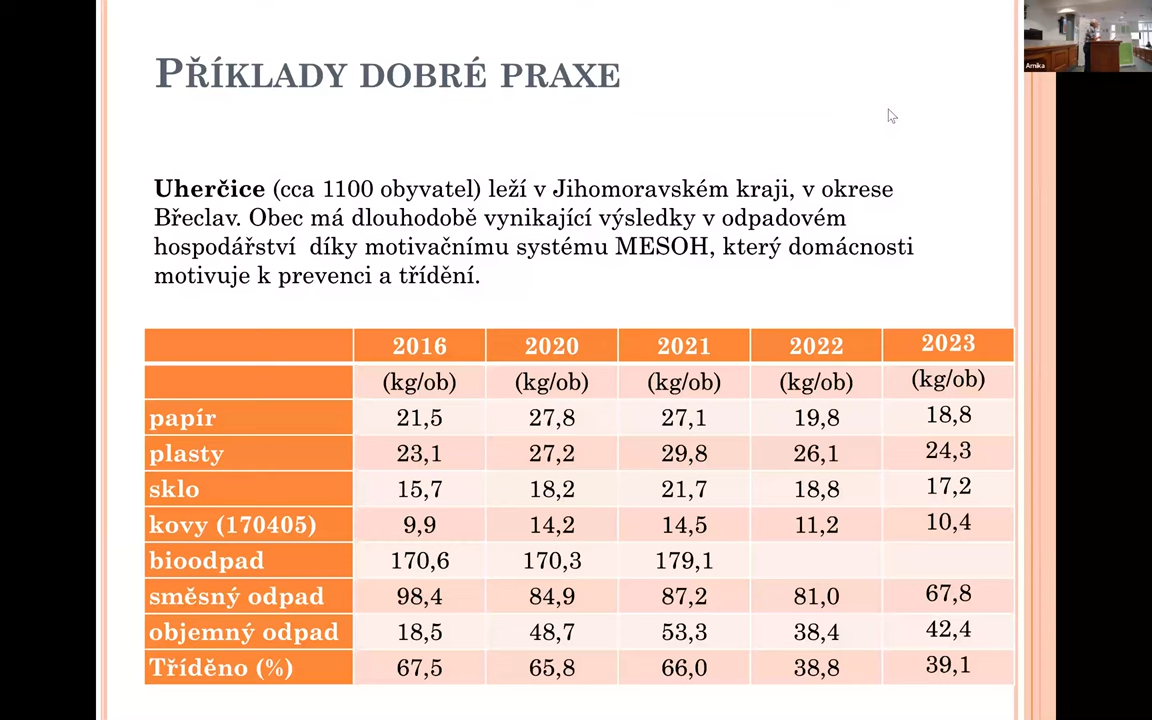 PŘÍKLADY DOBRÉ PRAXE
Arnika
Uherčice (cca 1100 obyvatel) leží v Jihomoravském kraji, v okrese
Břeclav. Obec má dlouhodobě vynikající výsledky v odpadovém
hospodářství díky motivačnímu systému MESOH, který domácnosti
motivuje k prevenci a třídění.
2016 2020 2021 2022 2023
(kg/ob) (kg/ob) (kg/ob) (kg/ob) (kg/ob)
papír 21,5 27,8 27,1 19,8 18,8
plasty 23,1 27,2 29,8 26,1 24,3
sklo 15,7 18,2 21,7 18,8 17,2
kovy (170405) 9,9 14,2 14,5 11,2 10,4
bioodpad 170,6 170,3 179,1
směsný odpad 98,4 84,9 87,2 81,0 67,8
objemný odpad 18,5 48,7 53,3 38,4 42,4
Tříděno (%) 67,5 65,8 66,0 38,8 39,1